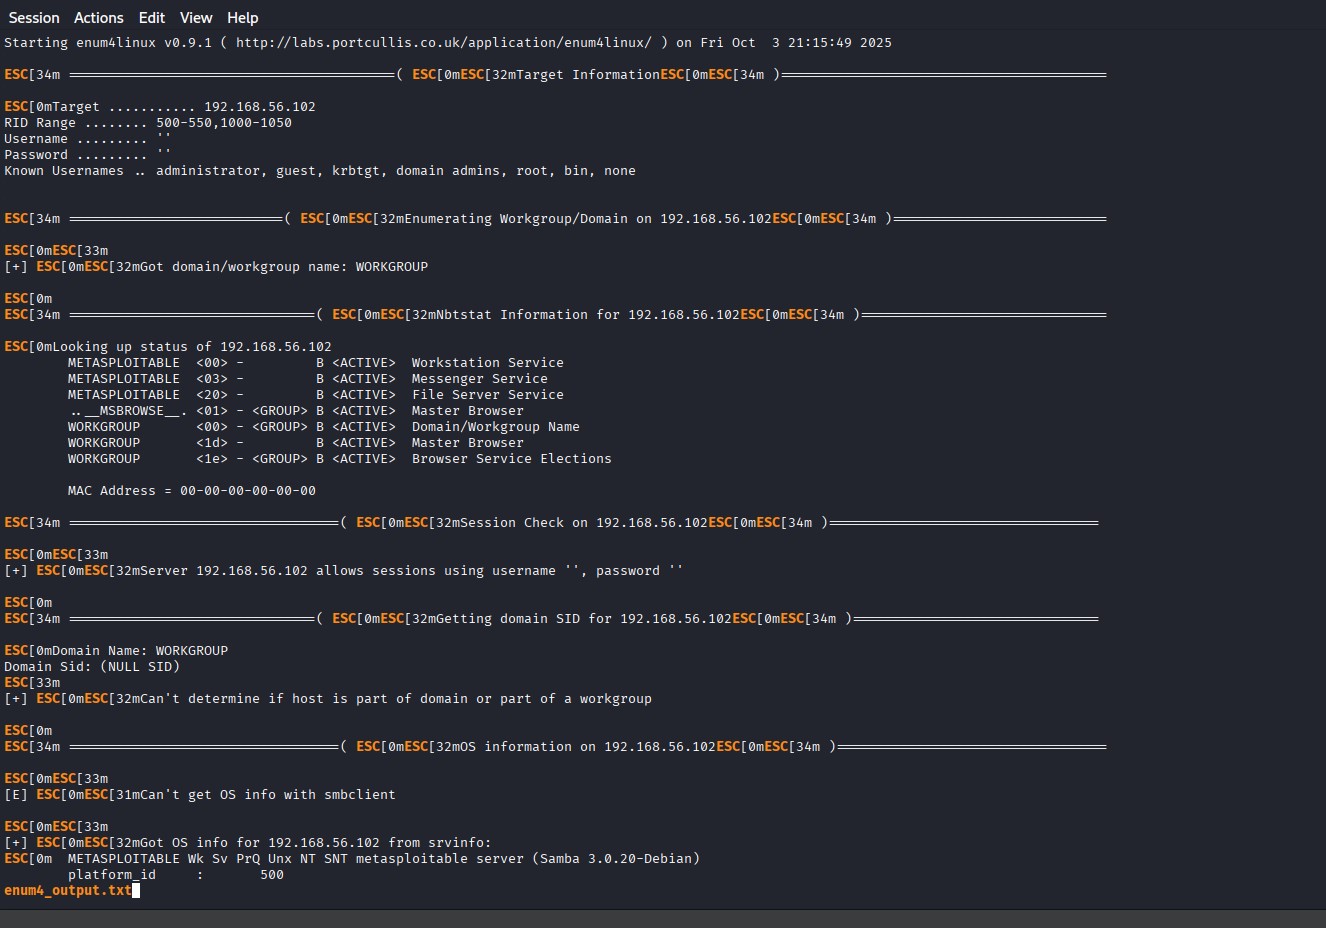 Session Actions Edit View Help
Starting enum4linux v0.9.1 ( http://labs.portcullis.co.uk/application/enum4linux/ ) on Fri Oct  3 21:15:49 2025
ESC[34m =========================================( ESC[0mESC[32mTarget InformationESC[0mESC[34m )=========================================
ESC[0mTarget ........... 192.168.56.102
RID Range ........ 500-550,1000-1050
Username ......... ''
Password ......... ''
Known Usernames .. administrator, guest, krbtgt, domain admins, root, bin, none
ESC[34m ===========================( ESC[0mESC[32mEnumerating Workgroup/Domain on 192.168.56.102ESC[0mESC[34m )===========================
ESC[0mESC[33m
[+] ESC[0mESC[32mGot domain/workgroup name: WORKGROUP
ESC[0m
ESC[34m ===============================( ESC[0mESC[32mNbtstat Information for 192.168.56.102ESC[0mESC[34m )===============================
ESC[0mLooking up status of 192.168.56.102
        METASPLOITABLE  <00> -         B <ACTIVE>  Workstation Service
        METASPLOITABLE  <03> -         B <ACTIVE>  Messenger Service
        METASPLOITABLE  <20> -         B <ACTIVE>  File Server Service
        ..__MSBROWSE__. <01> - <GROUP> B <ACTIVE>  Master Browser
        WORKGROUP       <00> - <GROUP> B <ACTIVE>  Domain/Workgroup Name
        WORKGROUP       <1d> -         B <ACTIVE>  Master Browser
        WORKGROUP       <1e> - <GROUP> B <ACTIVE>  Browser Service Elections
        MAC Address = 00-00-00-00-00-00
ESC[34m ==================================( ESC[0mESC[32mSession Check on 192.168.56.102ESC[0mESC[34m )==================================
ESC[0mESC[33m
[+] ESC[0mESC[32mServer 192.168.56.102 allows sessions using username '', password ''
ESC[0m
ESC[34m ===============================( ESC[0mESC[32mGetting domain SID for 192.168.56.102ESC[0mESC[34m )===============================
ESC[0mDomain Name: WORKGROUP
Domain Sid: (NULL SID)
ESC[33m
[+] ESC[0mESC[32mCan't determine if host is part of domain or part of a workgroup
ESC[0m
ESC[34m ==================================( ESC[0mESC[32mOS information on 192.168.56.102ESC[0mESC[34m )==================================
ESC[0mESC[33m
[E] ESC[0mESC[31mCan't get OS info with smbclient
ESC[0mESC[33m
[+] ESC[0mESC[32mGot OS info for 192.168.56.102 from srvinfo:
ESC[0m  METASPLOITABLE Wk Sv PrQ Unx NT SNT metasploitable server (Samba 3.0.20-Debian)
        platform_id     :       500
enum4_output.txt